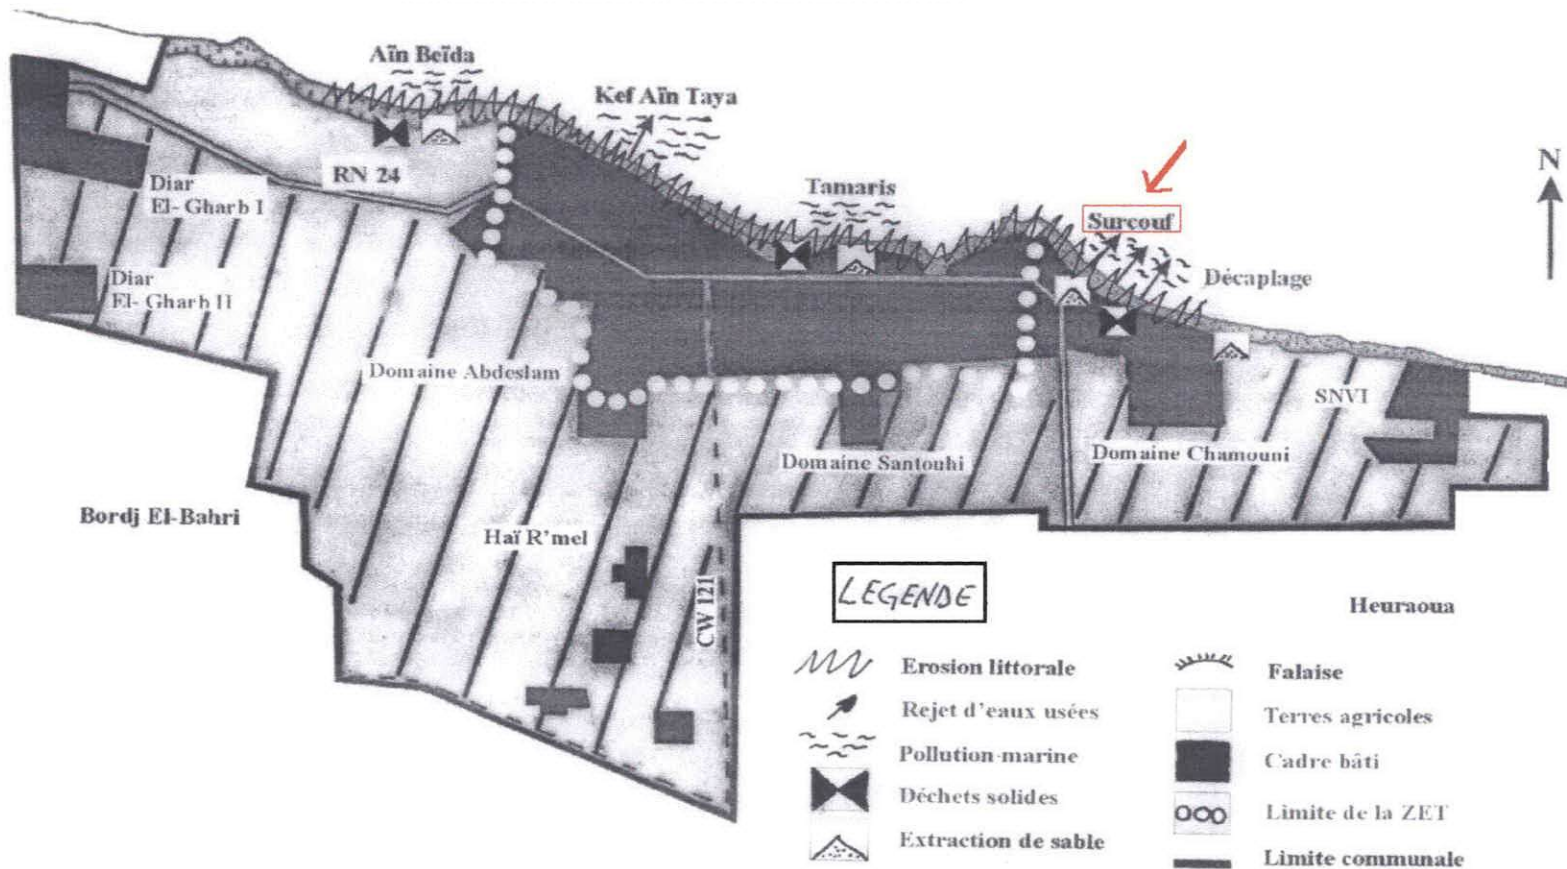 Aïn Beïda
Kef Aïn Taya
RN 24
Diar
El- Gharb I
Tamaris
Surcouf
N
Décaplage
Diar
El- Gharb II
Domaine Abdeslam
SNVI
Domaine Santouhi
Domaine Chamouni
Bordj El-Bahri
Haï R'mel
CW 121
LEGENDE
Heuraoua
Erosion littorale
Rejet d'eaux usées
Pollution marine
Déchets solides
Extraction de sable
Falaise
Terres agricoles
Cadre bâti
Limite de la ZET
Limite communale